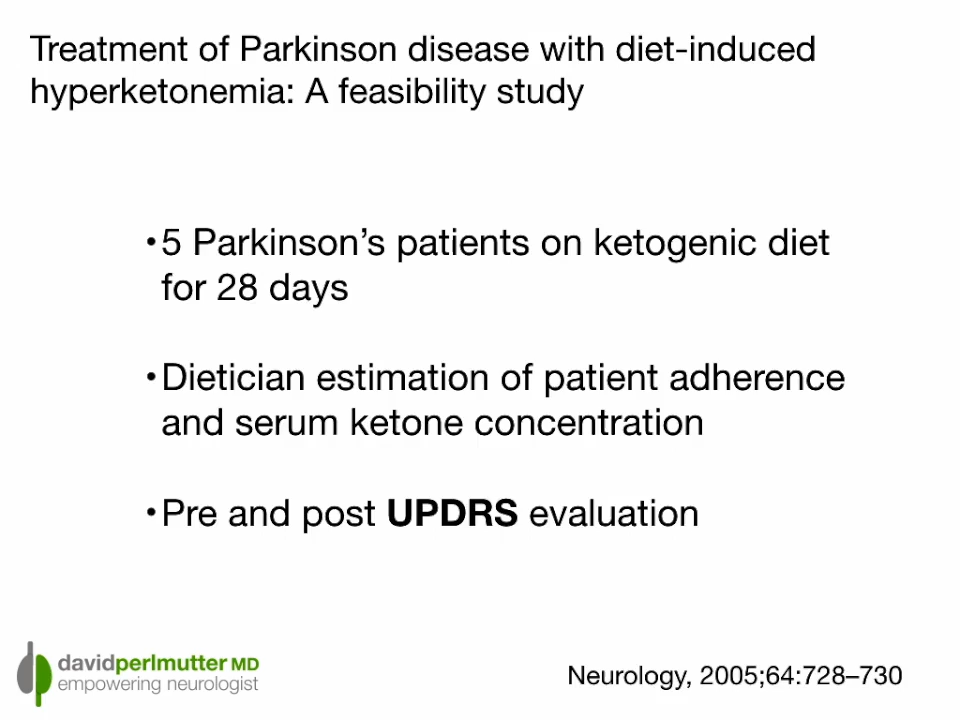 Treatment of Parkinson disease with diet-induced
hyperketonemia: A feasibility study
•5 Parkinson’s patients on ketogenic diet
for 28 days
•Dietician estimation of patient adherence
and serum ketone concentration
•Pre and post UPDRS evaluation
davidperlmutter MD
empowering neurologist
Neurology, 2005;64:728–730